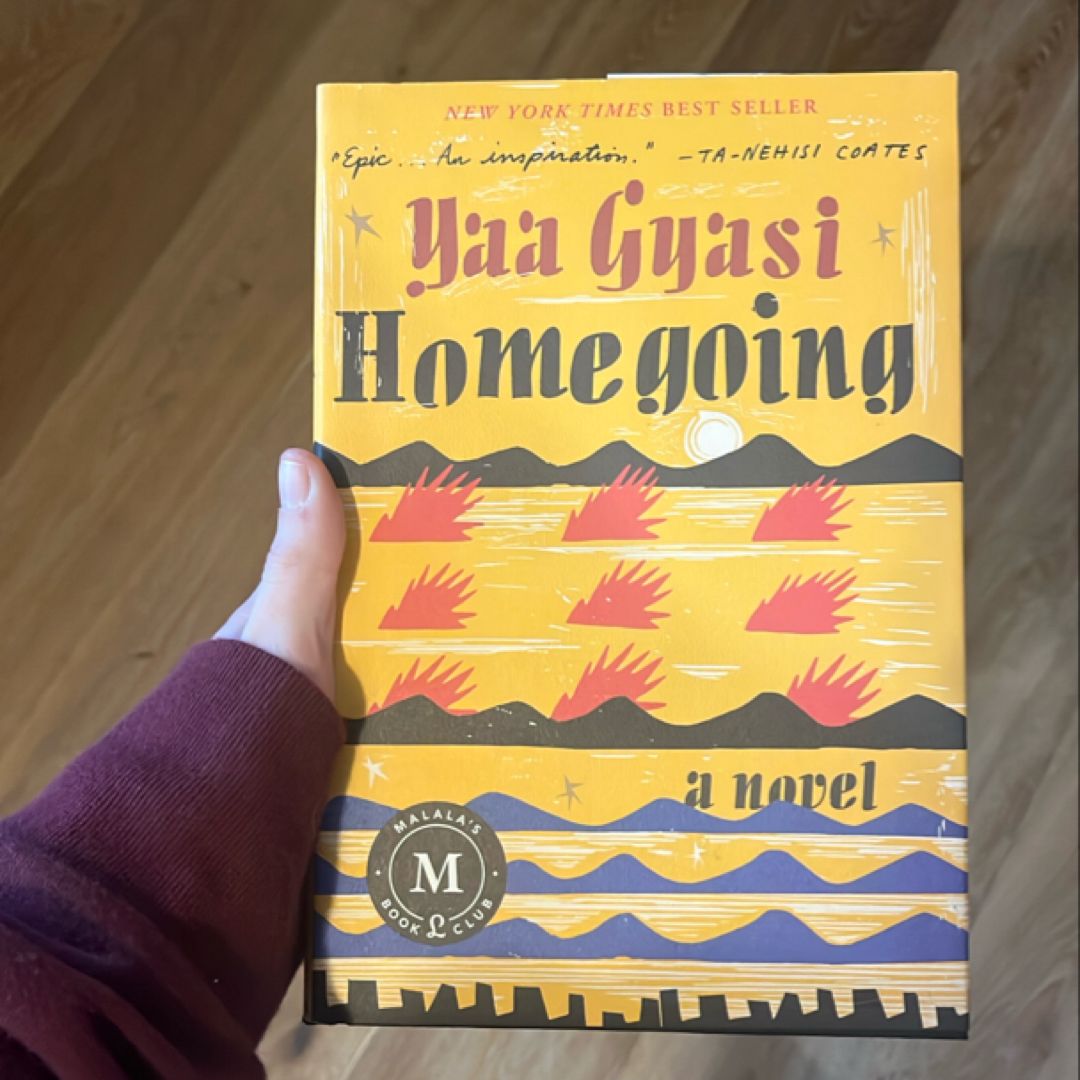 NEW YORK TIMES BEST SELLER
"Epic... An inspiration." -TA-NEHISI COATES
Yaa Gyasi
Homegoing
a novel
MALALA'S
M
BOOK L CLUB